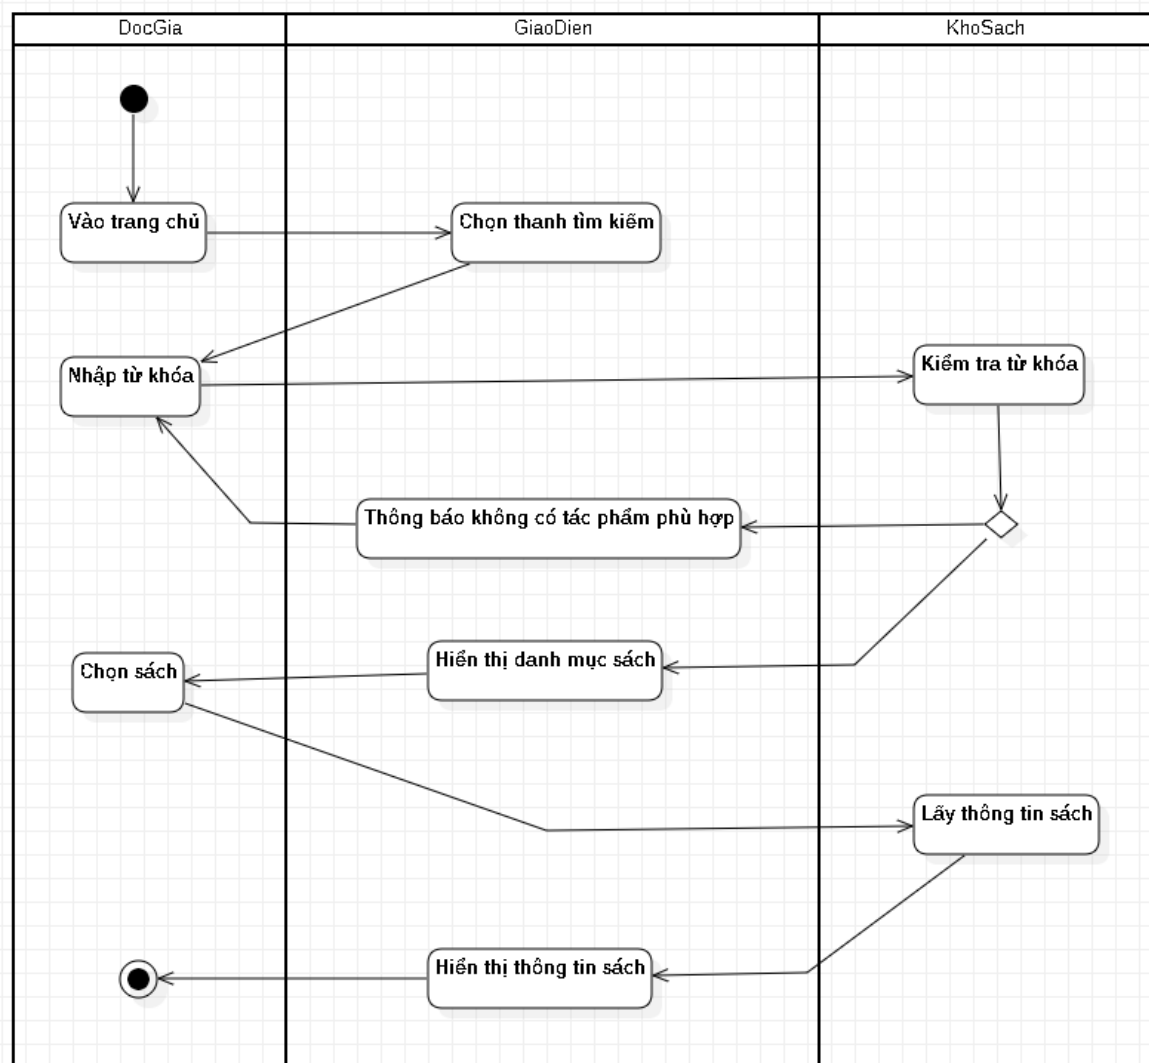 DocGia
GiaoDien
KhoSach
Vào trang chủ
Chọn thanh tìm kiếm
Nhập từ khóa
Kiểm tra từ khóa
Thông báo không có tác phẩm phù hợp
Chọn sách
Hiển thị danh mục sách
Lấy thông tin sách
Hiển thị thông tin sách